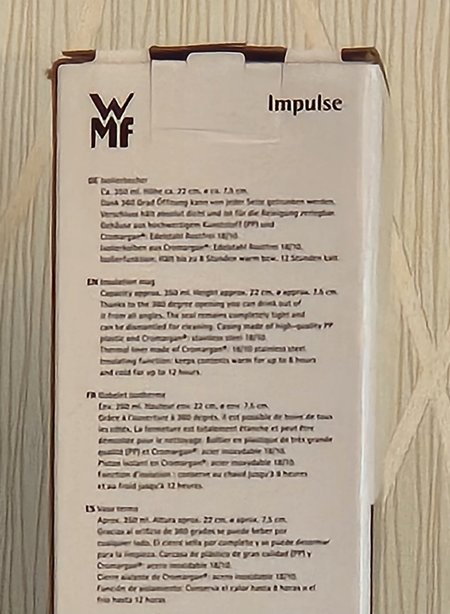 WMF
Impulse
DE Isolierbecher
Ca. 350 ml. Höhe ca. 22 cm, ø ca. 7,5 cm.
Dank 360 Grad Öffnung kann von jeder Seite getrunken werden.
Verschluss hält absolut dicht und ist für die Reinigung zerlegbar.
Gehäuse aus hochwertigem Kunststoff (PP) und
Cromargan®: Edelstahl Rostfrei 18/10.
Isolierkolben aus Cromargan®: Edelstahl Rostfrei 18/10.
Isolierfunktion: Hält bis zu 8 Stunden warm bzw. 12 Stunden kalt.
EN Insulation mug
Capacity approx. 350 ml. Height approx. 22 cm, ø approx. 7,5 cm.
Thanks to the 360 degree opening you can drink out of
it from all angles. The seal remains completely tight and
can be dismantled for cleaning. Casing made of high-quality PP
plastic and Cromargan®: stainless steel 18/10.
Thermal liner made of Cromargan®: 18/10 stainless steel.
Insulating function: keeps contents warm for up to 8 hours
and cold for up to 12 hours.
FR Gobelet isotherme
Env. 350 ml. Hauteur env. 22 cm, ø env. 7,5 cm.
Grâce à l'ouverture à 360 degrés, il est possible de boire de tous
les côtés. La fermeture est totalement étanche et peut être
démontée pour le nettoyage. Boîtier en plastique de très grande
qualité (PP) et Cromargan®: acier inoxydable 18/10.
Piston isolant en Cromargan®: acier inoxydable 18/10.
Fonction d'isolation : conserve au chaud jusqu'à 8 heures
et au froid jusqu'à 12 heures.
ES Vaso termo
Aprox. 350 ml. Altura aprox. 22 cm, ø aprox. 7,5 cm.
Gracias al orificio de 360 grados se puede beber por
cualquier lado. El cierre sella por completo y se puede desmontar
para la limpieza. Carcasa de plástico de gran calidad (PP) y
Cromargan®: acero inoxidable 18/10.
Cierre aislante de Cromargan®: acero inoxidable 18/10.
Función de aislamiento: Conserva el calor hasta 8 horas o el
frío hasta 12 horas.